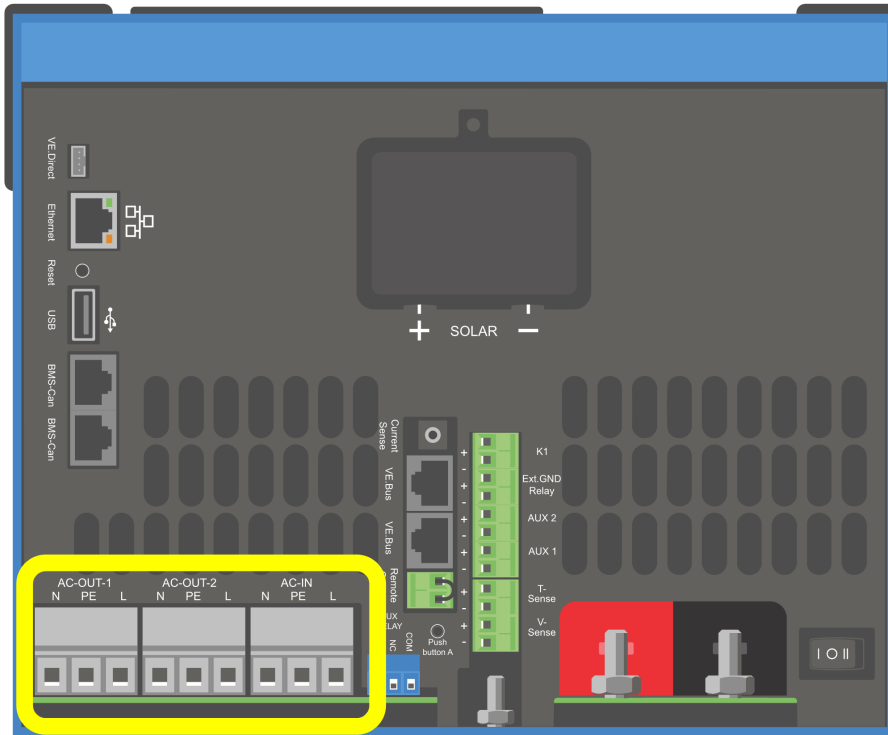 VE.Direct
Ethernet
Reset
USB
BMS-Can
BMS-Can
+ SOLAR −
Current
Sense
VE.Bus
VE.Bus
Remote
+
-
+
-
+
-
+
-
+
-
+
-
K1
Ext.GND
Relay
AUX 2
AUX 1
T-
Sense
V-
Sense
AC-OUT-1
N PE L
AC-OUT-2
N PE L
AC-IN
N PE L
NC
COM
Push
button A
I O II